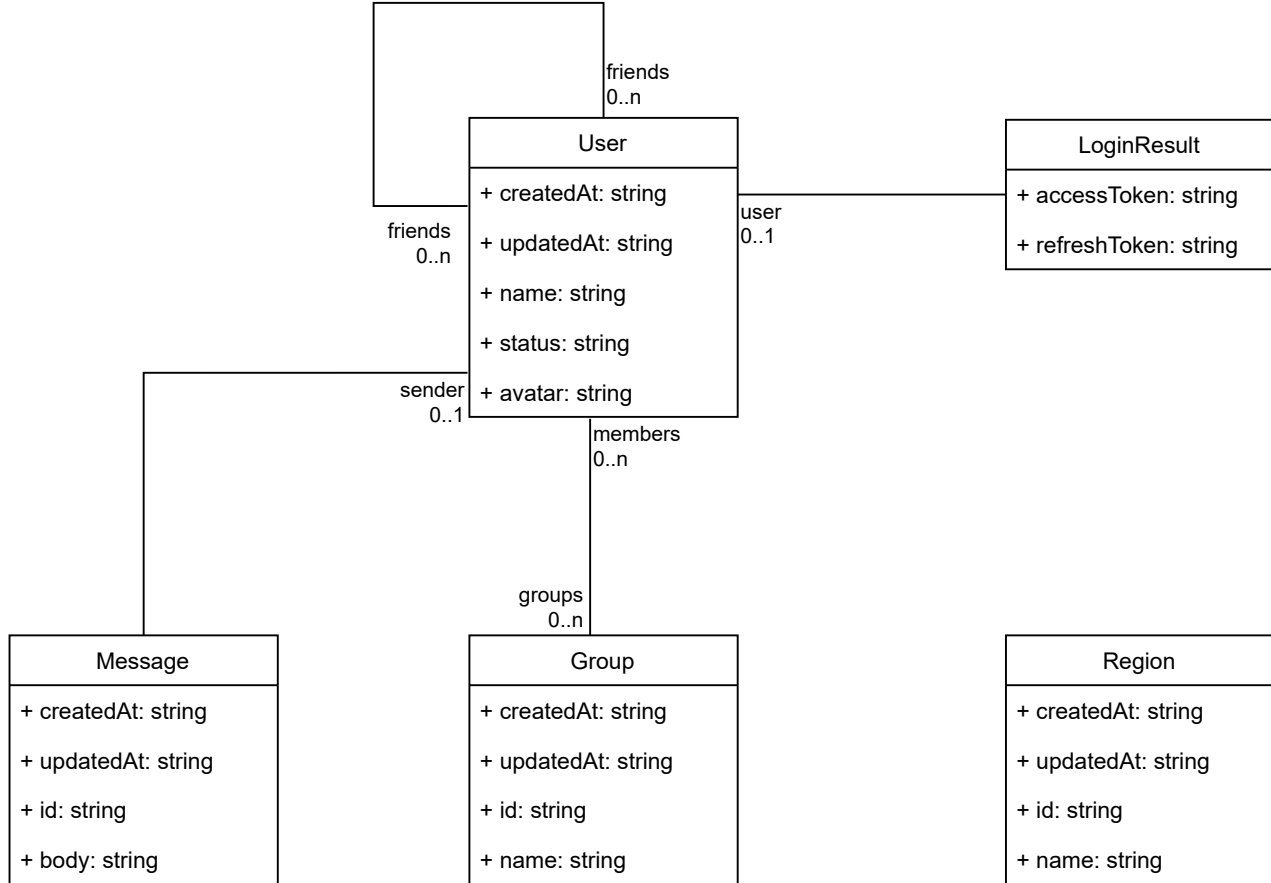 friends
0..n
User
+ createdAt: string
+ updatedAt: string
+ name: string
+ status: string
+ avatar: string
friends
0..n
user
0..1
LoginResult
+ accessToken: string
+ refreshToken: string
sender
0..1
members
0..n
groups
0..n
Message
+ createdAt: string
+ updatedAt: string
+ id: string
+ body: string
Group
+ createdAt: string
+ updatedAt: string
+ id: string
+ name: string
Region
+ createdAt: string
+ updatedAt: string
+ id: string
+ name: string